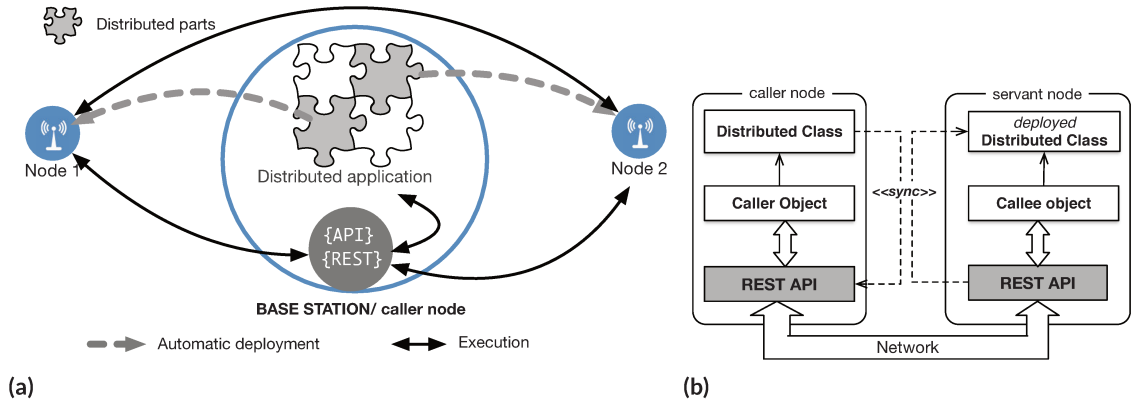 Distributed parts
Node 1
Node 2
Distributed application
{API}
{REST}
BASE STATION/ caller node
Automatic deployment
Execution
(a)
caller node
servant node
Distributed Class
deployed
Distributed Class
<<sync>>
Caller Object
Callee object
REST API
REST API
Network
(b)